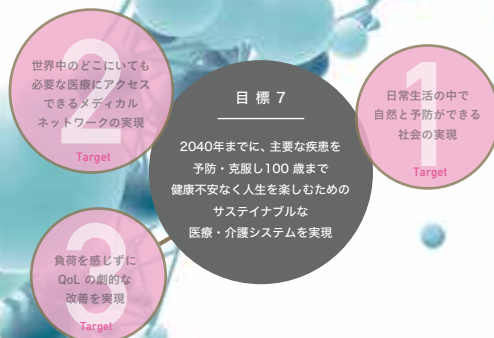 目標7
2040年までに、主要な疾患を
予防・克服し100 歳まで
健康不安なく人生を楽しむための
サステイナブルな
医療・介護システムを実現
1
日常生活の中で
自然と予防ができる
社会の実現
Target
2
世界中のどこにいても
必要な医療にアクセス
できるメディカル
ネットワークの実現
Target
3
負荷を感じずに
QoL の劇的な
改善を実現
Target